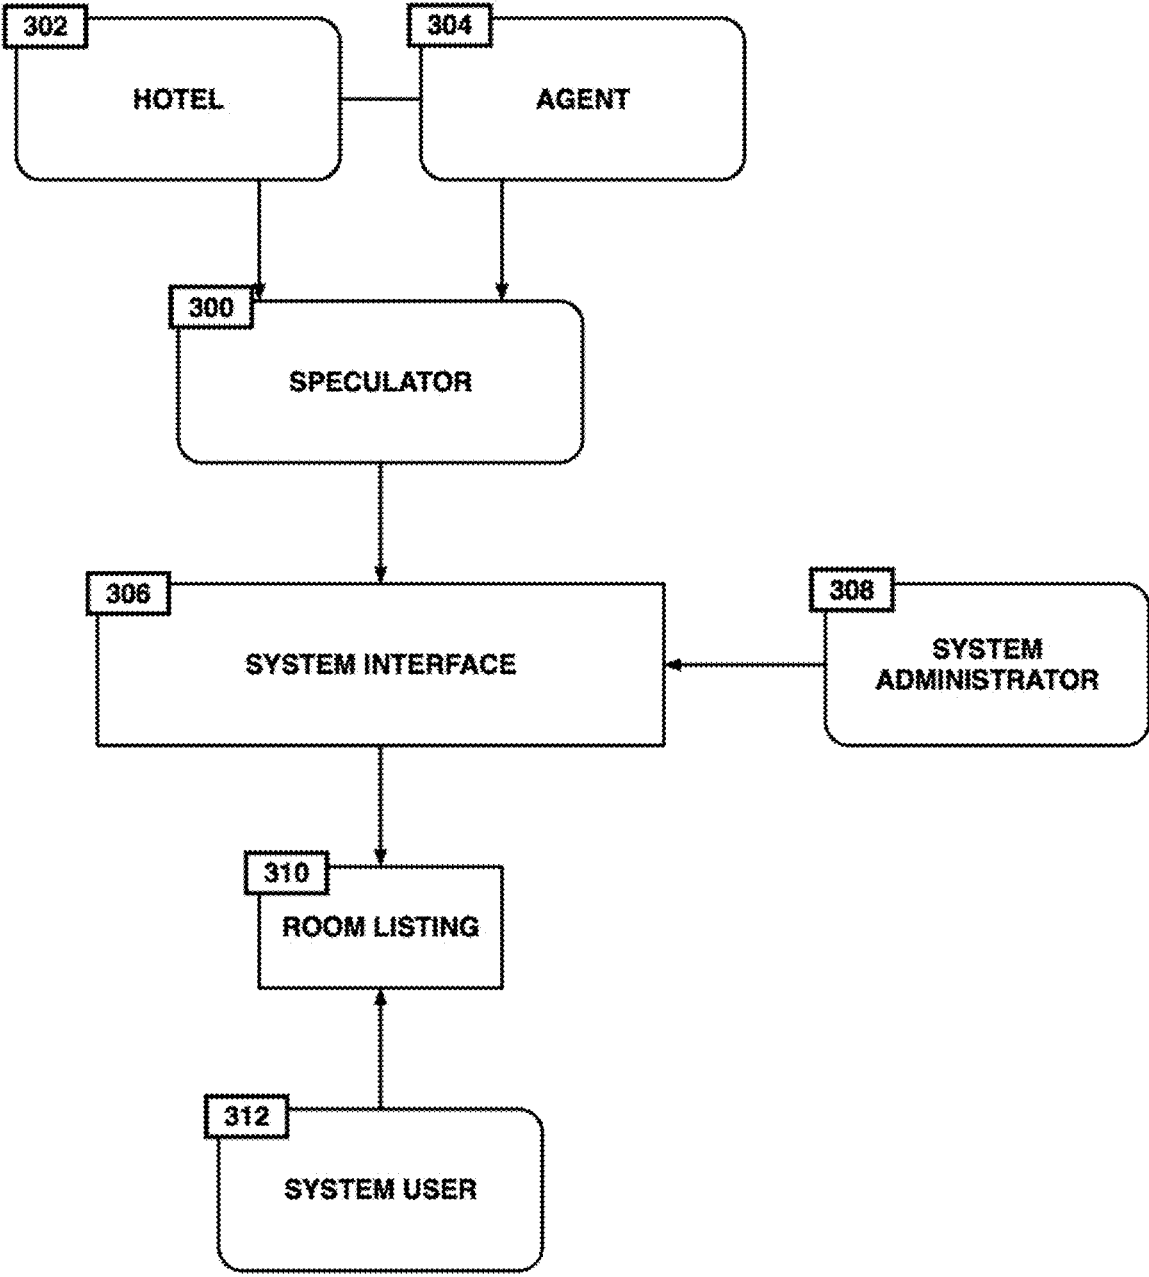 302
HOTEL
304
AGENT
300
SPECULATOR
306
SYSTEM INTERFACE
308
SYSTEM
ADMINISTRATOR
310
ROOM LISTING
312
SYSTEM USER